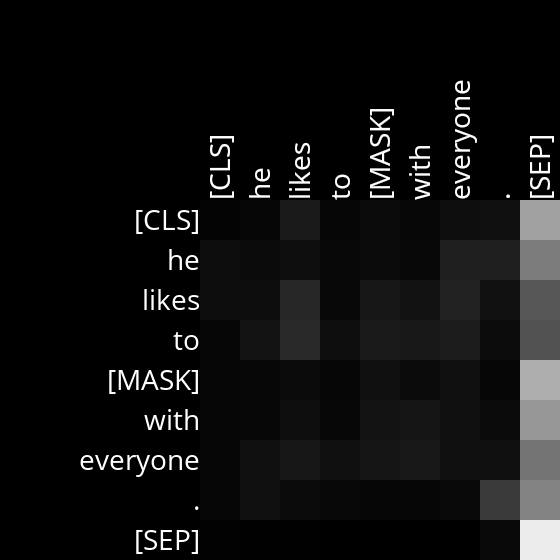 [CLS] he likes to [MASK] with everyone . [SEP]
[CLS]
he
likes
to
[MASK]
with
everyone
.
[SEP]